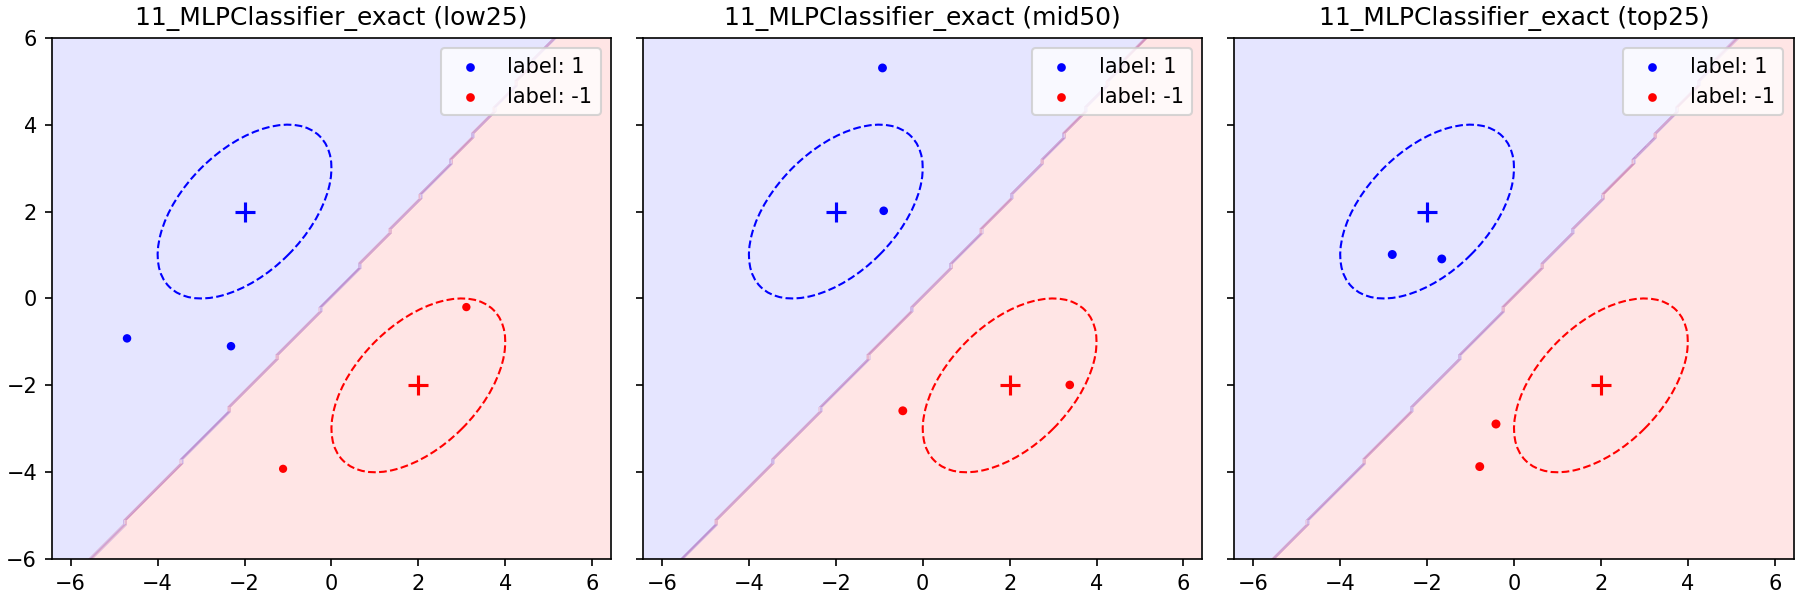 11_MLPClassifier_exact (low25)
11_MLPClassifier_exact (mid50)
11_MLPClassifier_exact (top25)
label: 1
label: -1
label: 1
label: -1
label: 1
label: -1
6
4
2
0
−2
−4
−6
−6 −4 −2 0 2 4 6
−6 −4 −2 0 2 4 6
−6 −4 −2 0 2 4 6